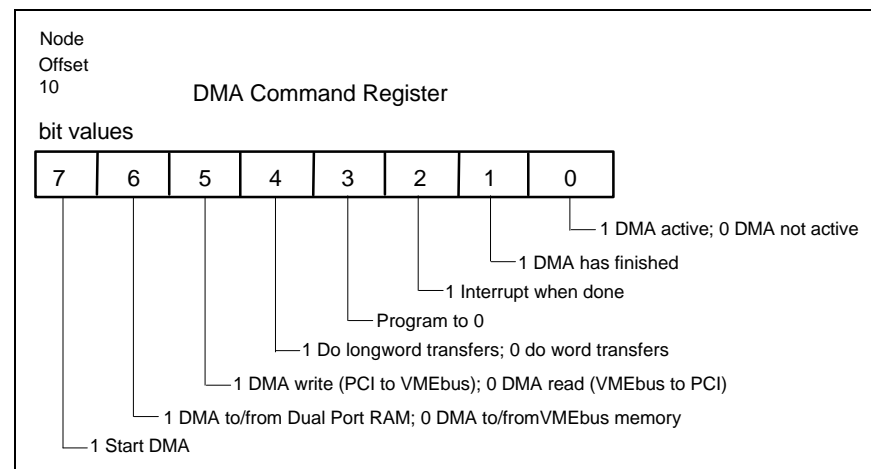 Node
Offset
10
DMA Command Register
bit values
7 6 5 4 3 2 1 0
1 DMA active; 0 DMA not active
1 DMA has finished
1 Interrupt when done
Program to 0
1 Do longword transfers; 0 do word transfers
1 DMA write (PCI to VMEbus); 0 DMA read (VMEbus to PCI)
1 DMA to/from Dual Port RAM; 0 DMA to/fromVMEbus memory
1 Start DMA